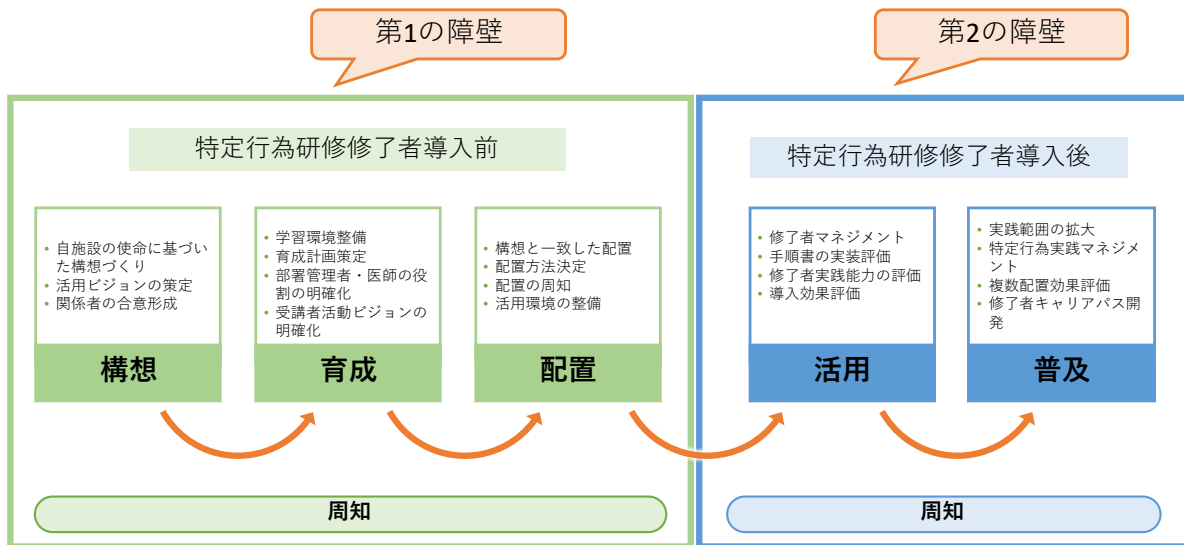 第1の障壁
第2の障壁
特定行為研修修了者導入前
特定行為研修修了者導入後
• 自施設の使命に基づい
た構想づくり
• 活用ビジョンの策定
• 関係者の合意形成
構想
• 学習環境整備
• 育成計画策定
• 部署管理者・医師の役
割の明確化
• 受講者活動ビジョンの
明確化
育成
• 構想と一致した配置
• 配置方法決定
• 配置の周知
• 活用環境の整備
配置
• 修了者マネジメント
• 手順書の実装評価
• 修了者実践能力の評価
• 導入効果評価
活用
• 実践範囲の拡大
• 特定行為実践マネジメ
ント
• 複数配置効果評価
• 修了者キャリアパス開
発
普及
周知
周知